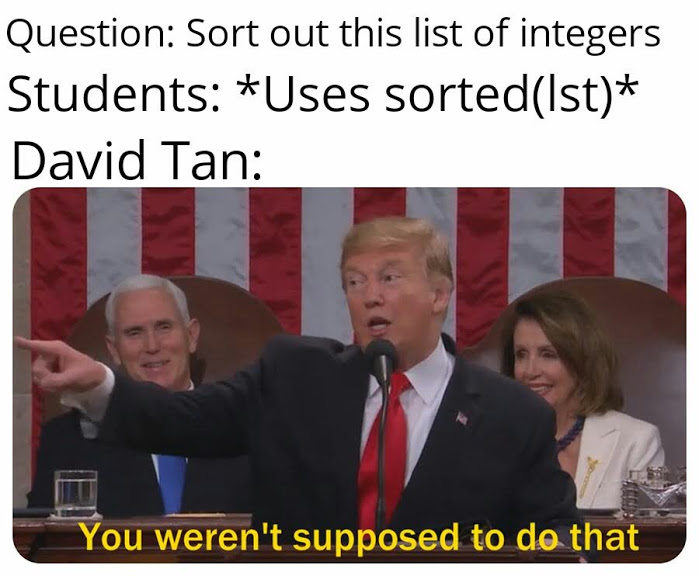 Question: Sort out this list of integers
Students: *Uses sorted(lst)*
David Tan:
You weren't supposed to do that